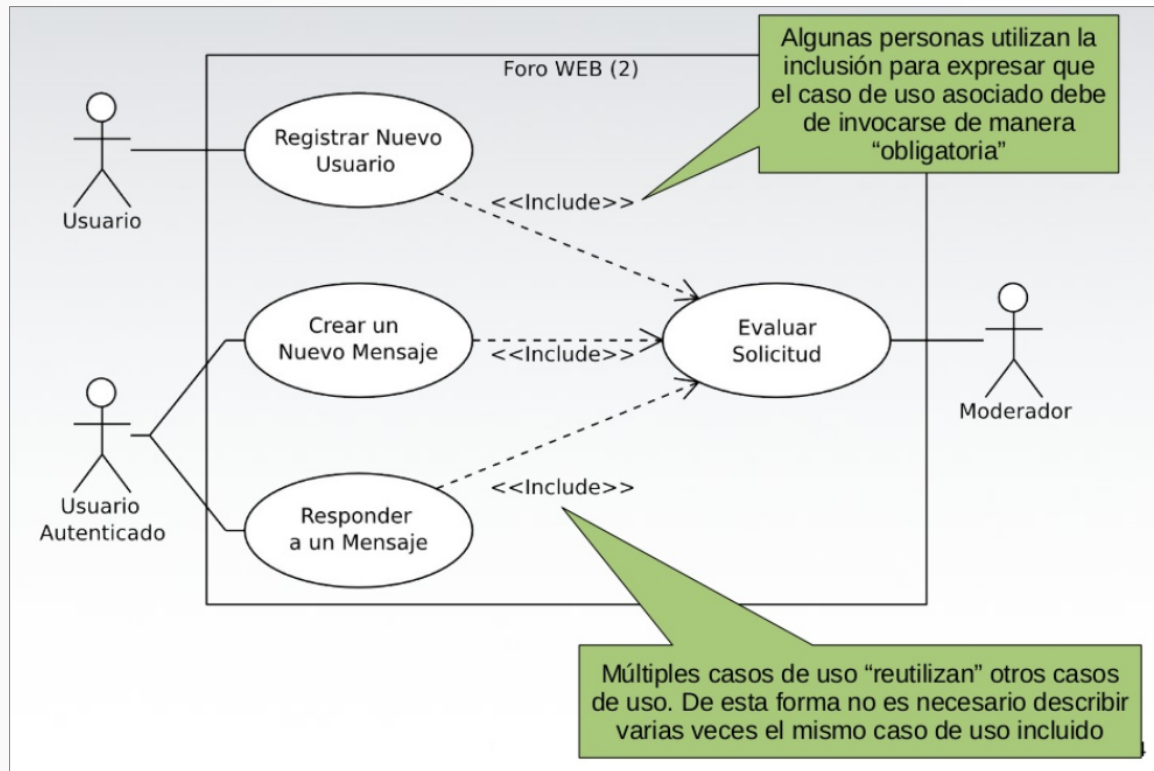 Foro WEB (2)
Algunas personas utilizan la
inclusión para expresar que
el caso de uso asociado debe
de invocarse de manera
“obligatoria”
Registrar Nuevo
Usuario
Usuario
<<Include>>
Crear un
Nuevo Mensaje
<<Include>>
Evaluar
Solicitud
Moderador
Usuario
Autenticado
Responder
a un Mensaje
<<Include>>
Múltiples casos de uso “reutilizan” otros casos
de uso. De esta forma no es necesario describir
varias veces el mismo caso de uso incluido